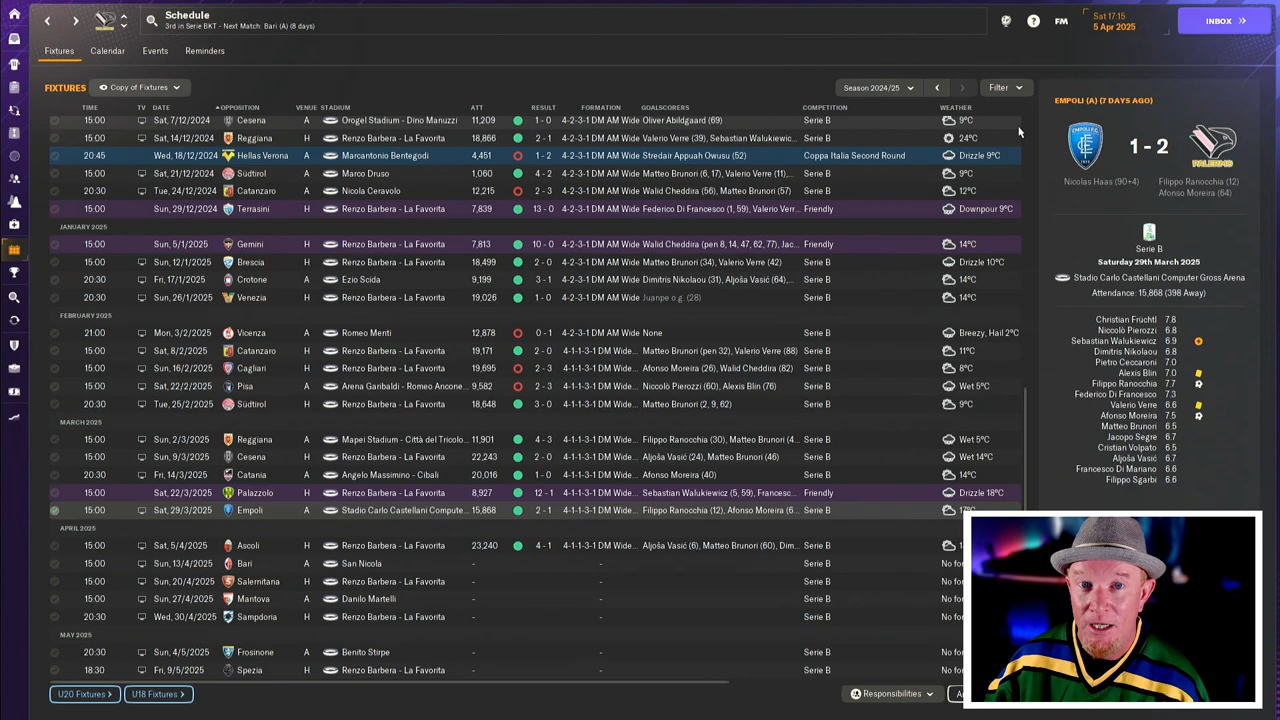 Schedule
3rd in Serie BKT - Next Match: Bari (A) (8 days)
? FM Sat 17:15
5 Apr 2025
INBOX
Fixtures Calendar Events Reminders
FIXTURES Copy of Fixtures Season 2024/25 Filter
TIME TV DATE OPPOSITION VENUE STADIUM ATT RESULT FORMATION GOALSCORERS COMPETITION WEATHER
15:00 Sat, 7/12/2024 Cesena A Orogel Stadium - Dino Manuzzi 11,209 1 - 0 4-2-3-1 DM AM Wide Oliver Abildgaard (69) Serie B 9°C
15:00 Sat, 14/12/2024 Reggiana H Renzo Barbera - La Favorita 18,866 2 - 1 4-2-3-1 DM AM Wide Valerio Verre (39), Sebastian Walukiewic... Serie B 24°C
20:45 Wed, 18/12/2024 Hellas Verona A Marcantonio Bentegodi 4,451 1 - 2 4-2-3-1 DM AM Wide Stredair Appuah Owusu (52) Coppa Italia Second Round Drizzle 9°C
15:00 Sat, 21/12/2024 Südtirol A Marco Druso 4 - 2 4-2-3-1 DM AM Wide Matteo Brunori (6, 17), Valerio Verre (11),... Serie B 9°C
20:30 Tue, 24/12/2024 Catanzaro A Nicola Ceravolo 12,215 2 - 3 4-2-3-1 DM AM Wide Walid Cheddira (56), Matteo Brunori (57) Serie B 12°C
15:00 Sun, 29/12/2024 Terrasini H Renzo Barbera - La Favorita 7,839 13 - 0 4-2-3-1 DM AM Wide Federico Di Francesco (1, 59), Valerio Ver... Friendly Downpour 9°C
JANUARY 2025
15:00 Sun, 5/1/2025 Gemini H Renzo Barbera - La Favorita 7,813 10 - 0 4-2-3-1 DM AM Wide Walid Cheddira (pen 8, 14, 47, 62, 77), Jac... Friendly 14°C
15:00 Sun, 12/1/2025 Brescia H Renzo Barbera - La Favorita 18,499 2 - 0 4-2-3-1 DM AM Wide Matteo Brunori (34), Valerio Verre (42) Serie B Drizzle 10°C
20:30 Fri, 17/1/2025 Crotone A Ezio Scida 9,199 3 - 1 4-2-3-1 DM AM Wide Dimitris Nikolaou (31), Aljoša Vasić (64),... Serie B 14°C
20:30 Sun, 26/1/2025 Venezia H Renzo Barbera - La Favorita 19,026 1 - 0 4-2-3-1 DM AM Wide Juanpe o.g. (28) Serie B 14°C
FEBRUARY 2025
21:00 Mon, 3/2/2025 Vicenza A Romeo Menti 12,878 0 - 1 4-2-3-1 DM AM Wide None Serie B Breezy, Hail 2°C
15:00 Sat, 8/2/2025 Catanzaro H Renzo Barbera - La Favorita 19,171 2 - 0 4-1-1-3-1 DM Wide... Matteo Brunori (pen 32), Valerio Verre (88) Serie B 11°C
15:00 Sun, 16/2/2025 Cagliari H Renzo Barbera - La Favorita 19,695 2 - 3 4-1-1-3-1 DM Wide... Afonso Moreira (26), Walid Cheddira (82) Serie B 8°C
15:00 Sat, 22/2/2025 Pisa A Arena Garibaldi - Romeo Ancone... 9,582 2 - 3 4-1-1-3-1 DM Wide... Niccolò Pierozzi (60), Alexis Blin (76) Serie B Wet 5°C
20:30 Tue, 25/2/2025 Südtirol H Renzo Barbera - La Favorita 18,648 3 - 0 4-1-1-3-1 DM Wide... Matteo Brunori (2, 9, 62) Serie B 9°C
MARCH 2025
15:00 Sun, 2/3/2025 Reggiana A Mapei Stadium - Città del Tricolo... 11,901 4 - 3 4-1-1-3-1 DM Wide... Filippo Ranocchia (30), Matteo Brunori (4... Serie B Wet 5°C
15:00 Sun, 9/3/2025 Cesena H Renzo Barbera - La Favorita 22,243 2 - 0 4-1-1-3-1 DM Wide... Aljoša Vasić (24), Matteo Brunori (46) Serie B Wet 14°C
20:30 Fri, 14/3/2025 Catania A Angelo Massimino - Cibali 20,016 1 - 0 4-1-1-3-1 DM Wide... Afonso Moreira (40) Serie B 14°C
15:00 Sat, 22/3/2025 Palazzolo H Renzo Barbera - La Favorita 8,927 12 - 1 4-1-1-3-1 DM Wide... Sebastian Walukiewicz (5, 59), Francesc... Friendly Drizzle 18°C
15:00 Sat, 29/3/2025 Empoli A Stadio Carlo Castellani Compute... 15,868 2 - 1 4-1-1-3-1 DM Wide... Filippo Ranocchia (12), Afonso Moreira (6... Serie B
APRIL 2025
15:00 Sat, 5/4/2025 Ascoli H Renzo Barbera - La Favorita 23,240 4 - 1 4-1-1-3-1 DM Wide... Aljoša Vasić (6), Matteo Brunori (60), Dim... Serie B
15:00 Sun, 13/4/2025 Bari A San Nicola - - Serie B No for
15:00 Sun, 20/4/2025 Salernitana H Renzo Barbera - La Favorita - - Serie B No for
15:00 Sun, 27/4/2025 Mantova A Danilo Martelli - - Serie B No for
20:30 Wed, 30/4/2025 Sampdoria H Renzo Barbera - La Favorita - - Serie B No for
MAY 2025
20:30 Sun, 4/5/2025 Frosinone A Benito Stirpe - - Serie B No for
18:30 Fri, 9/5/2025 Spezia H Renzo Barbera - La Favorita - - Serie B No for
U20 Fixtures > U18 Fixtures > Responsibilities
EMPOLI (A) (7 DAYS AGO)
EMPOLI F.C. 1 - 2 PALERMO
Nicolas Haas (90+4) Filippo Ranocchia (12)
Afonso Moreira (64)
Serie B
Saturday 29th March 2025
Stadio Carlo Castellani Computer Gross Arena
Attendance: 15,868 (398 Away)
Christian Früchtl 7.8
Niccolò Pierozzi 6.8
Sebastian Walukiewicz 6.9
Dimitris Nikolaou 6.8
Pietro Ceccaroni 7.0
Alexis Blin 7.0
Filippo Ranocchia 7.7
Federico Di Francesco 7.3
Valerio Verre 6.6
Afonso Moreira 7.5
Matteo Brunori 6.5
Jacopo Segre 6.7
Cristian Volpato 6.5
Aljoša Vasić 6.7
Francesco Di Mariano 6.6
Filippo Sgarbi 6.6